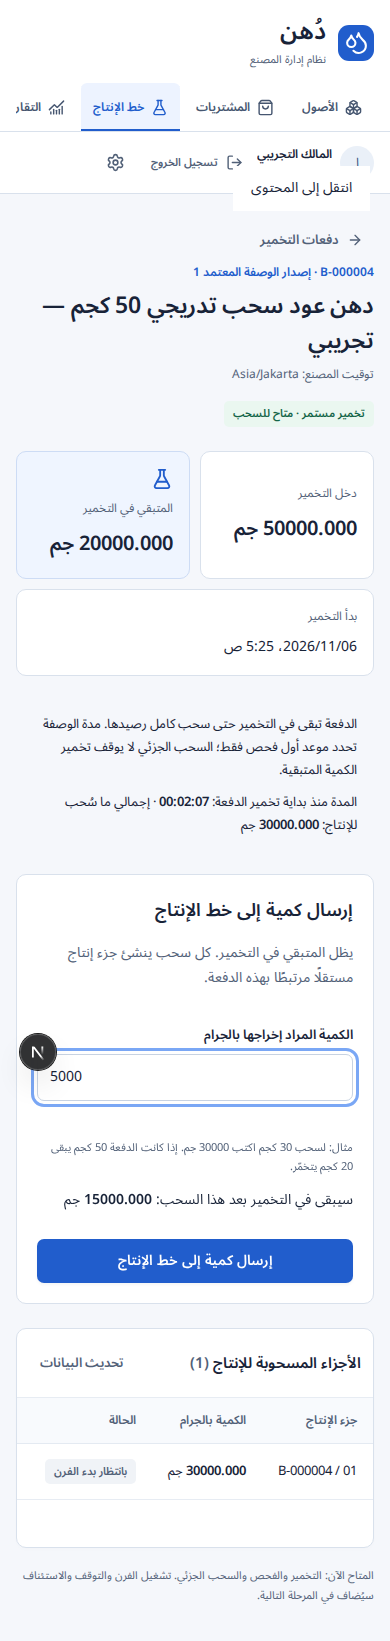 دُهن
نظام إدارة المصنع
الأصول
المشتريات
خط الإنتاج
التقار
المالك التجريبي
تسجيل الخروج
انتقل إلى المحتوى
دفعات التخمير
B-000004 · إصدار الوصفة المعتمد 1
دهن عود سحب تدريجي 50 كجم —
تجريبي
توقيت المصنع: Asia/Jakarta
تخمير مستمر · متاح للسحب
دخل التخمير
50000.000 جم
المتبقي في التخمير
20000.000 جم
بدأ التخمير
2026/11/06، 5:25 ص
الدفعة تبقى في التخمير حتى سحب كامل رصيدها. مدة الوصفة
تحدد موعد أول فحص فقط؛ السحب الجزئي لا يوقف تخمير
الكمية المتبقية.
المدة منذ بداية تخمير الدفعة: 00:02:07 · إجمالي ما سُحب
للإنتاج: 30000.000 جم
إرسال كمية إلى خط الإنتاج
يظل المتبقي في التخمير. كل سحب ينشئ جزء إنتاج
مستقلًا مرتبطًا بهذه الدفعة.
الكمية المراد إخراجها بالجرام
5000
N
مثال: لسحب 30 كجم اكتب 30000 جم. إذا كانت الدفعة 50 كجم يبقى
20 كجم يتخمّر.
سيبقى في التخمير بعد هذا السحب: 15000.000 جم
إرسال كمية إلى خط الإنتاج
الأجزاء المسحوبة للإنتاج (1)
تحديث البيانات
جزء الإنتاج
الكمية بالجرام
الحالة
B-000004 / 01
30000.000 جم
بانتظار بدء الفرن
المتاح الآن: التخمير والفحص والسحب الجزئي. تشغيل الفرن والتوقف والاستئناف
سيُضاف في المرحلة التالية.